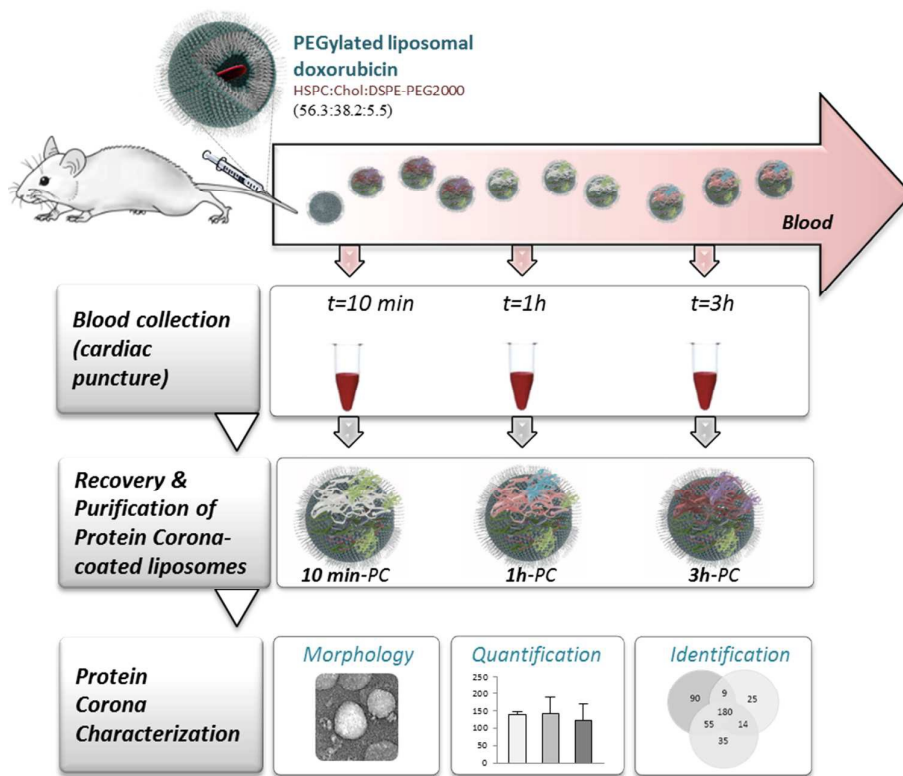 PEGylated liposomal
doxorubicin
HSPC:Chol:DSPE-PEG2000
(56.3:38.2:5.5)
Blood
Blood collection
(cardiac
puncture)
t=10 min
t=1h
t=3h
Recovery &
Purification of
Protein Corona-
coated liposomes
10 min-PC
1h-PC
3h-PC
Protein
Corona
Characterization
Morphology
Quantification
250
200
150
100
50
0
Identification
90
9
25
180
55
14
35